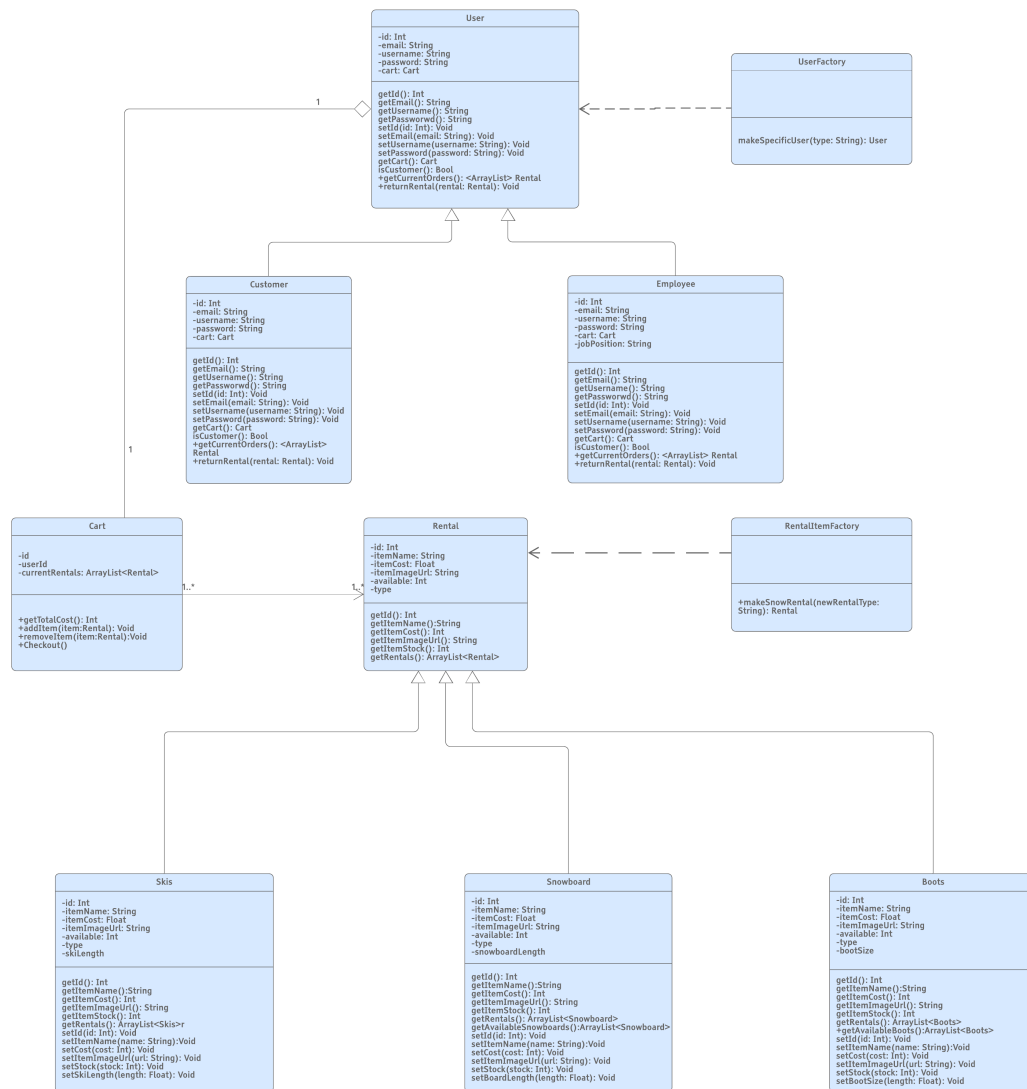 User
-id: Int
-email: String
-username: String
-password: String
-cart: Cart
getId(): Int
getEmail(): String
getUsername(): String
getPassworwd(): String
setId(id: Int): Void
setEmail(email: String): Void
setUsername(username: String): Void
setPassword(password: String): Void
getCart(): Cart
isCustomer(): Bool
+getCurrentOrders(): <ArrayList> Rental
+returnRental(rental: Rental): Void
UserFactory
makeSpecificUser(type: String): User
1
1
Customer
-id: Int
-email: String
-username: String
-password: String
-cart: Cart
getId(): Int
getEmail(): String
getUsername(): String
getPassworwd(): String
setId(id: Int): Void
setEmail(email: String): Void
setUsername(username: String): Void
setPassword(password: String): Void
getCart(): Cart
isCustomer(): Bool
+getCurrentOrders(): <ArrayList>
Rental
+returnRental(rental: Rental): Void
Employee
-id: Int
-email: String
-username: String
-password: String
-cart: Cart
-jobPosition: String
getId(): Int
getEmail(): String
getUsername(): String
getPassworwd(): String
setId(id: Int): Void
setEmail(email: String): Void
setUsername(username: String): Void
setPassword(password: String): Void
getCart(): Cart
isCustomer(): Bool
+getCurrentOrders(): <ArrayList> Rental
+returnRental(rental: Rental): Void
Cart
-id
-userId
-currentRentals: ArrayList<Rental>
+getTotalCost(): Int
+addItem(item:Rental): Void
+removeItem(item:Rental):Void
+Checkout()
1..*
1..*
Rental
-id: Int
-itemName: String
-itemCost: Float
-itemImageUrl: String
-available: Int
-type
getId(): Int
getItemName():String
getItemCost(): Int
getItemImageUrl(): String
getItemStock(): Int
getRentals(): ArrayList<Rental>
RentalItemFactory
+makeSnowRental(newRentalType:
String): Rental
Skis
-id: Int
-itemName: String
-itemCost: Float
-itemImageUrl: String
-available: Int
-type
-skiLength
getId(): Int
getItemName():String
getItemCost(): Int
getItemImageUrl(): String
getItemStock(): Int
getRentals(): ArrayList<Skis>r
setId(id: Int): Void
setItemName(name: String):Void
setCost(cost: Int): Void
setItemImageUrl(url: String): Void
setStock(stock: Int): Void
setSkiLength(length: Float): Void
Snowboard
-id: Int
-itemName: String
-itemCost: Float
-itemImageUrl: String
-available: Int
-type
-snowboardLength
getId(): Int
getItemName():String
getItemCost(): Int
getItemImageUrl(): String
getItemStock(): Int
getRentals(): ArrayList<Snowboard>
getAvailableSnowboards():ArrayList<Snowboard>
setId(id: Int): Void
setItemName(name: String):Void
setCost(cost: Int): Void
setItemImageUrl(url: String): Void
setStock(stock: Int): Void
setBoardLength(length: Float): Void
Boots
-id: Int
-itemName: String
-itemCost: Float
-itemImageUrl: String
-available: Int
-type
-bootSize
getId(): Int
getItemName():String
getItemCost(): Int
getItemImageUrl(): String
getItemStock(): Int
getRentals(): ArrayList<Boots>
+getAvailableBoots():ArrayList<Boots>
setId(id: Int): Void
setItemName(name: String):Void
setCost(cost: Int): Void
setItemImageUrl(url: String): Void
setStock(stock: Int): Void
setBootSize(length: Float): Void